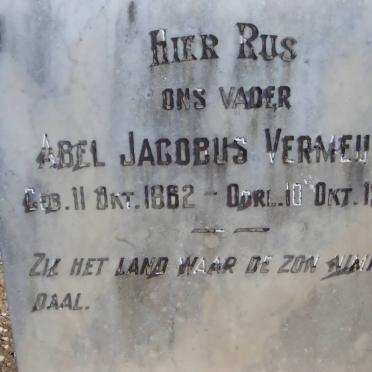 HIER RUS
ONS VADER
ABEL JACOBUS VERMEU
GEB. 11 OKT. 1862 – OORL. 10 OKT. 1
ZIE HET LAND WAAR DE ZON NIMM
DAAL.